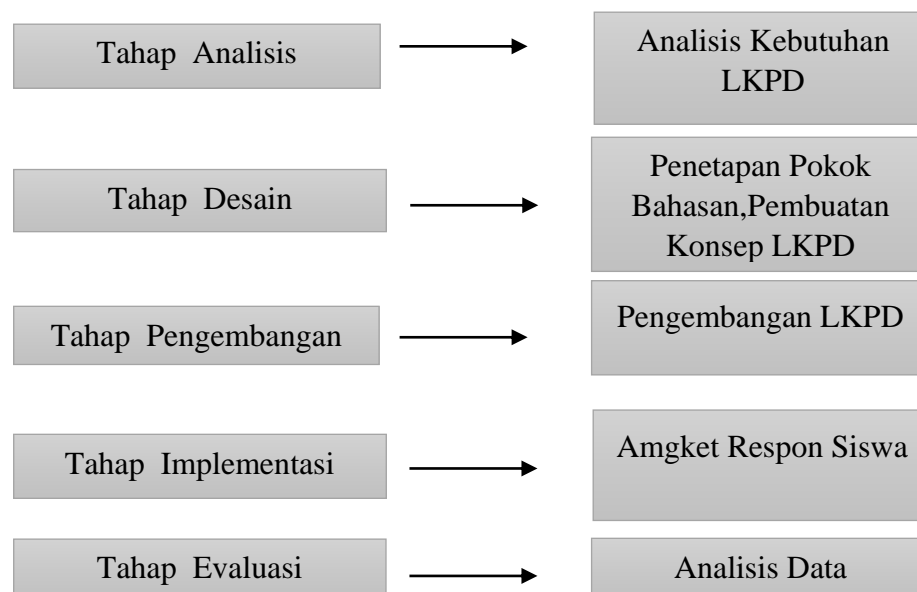 Tahap Analisis
Analisis Kebutuhan
LKPD
Tahap Desain
Penetapan Pokok
Bahasan,Pembuatan
Konsep LKPD
Tahap Pengembangan
Pengembangan LKPD
Tahap Implementasi
Amgket Respon Siswa
Tahap Evaluasi
Analisis Data